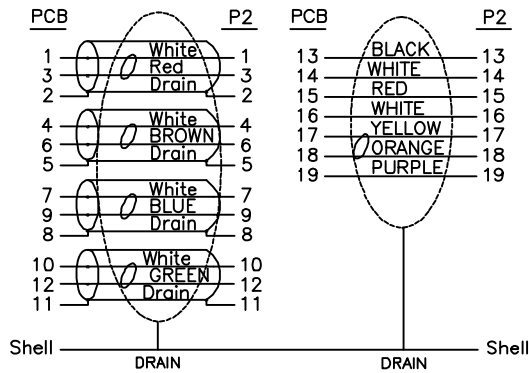 PCB P2 PCB P2
1 White 1
3 Red 3
2 Drain 2
4 White 4
6 BROWN 6
5 Drain 5
7 White 7
9 BLUE 9
8 Drain 8
10 White 10
12 GREEN 12
11 Drain 11
13 BLACK 13
14 WHITE 14
15 RED 15
16 WHITE 16
17 YELLOW 17
18 ORANGE 18
19 PURPLE 19
Shell Shell
DRAIN DRAIN